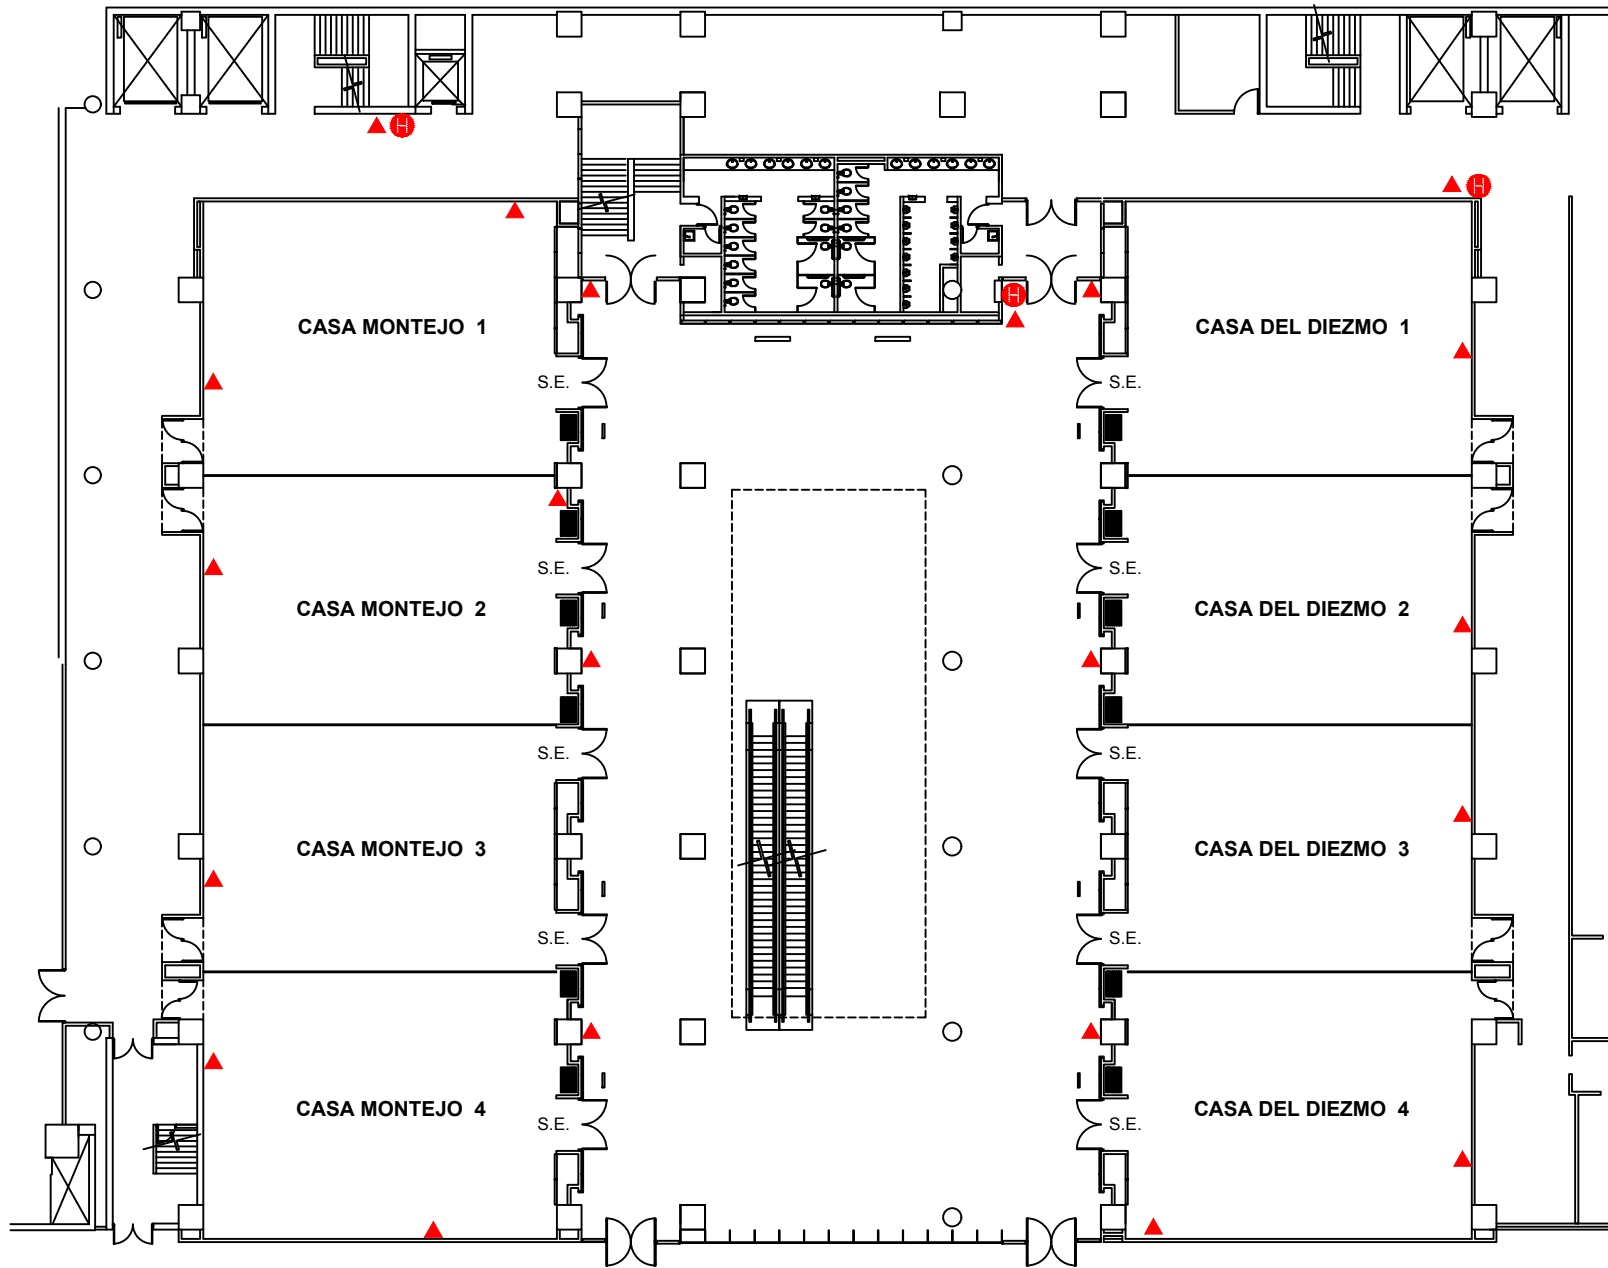 H
H
H
CASA MONTEJO 1
CASA DEL DIEZMO 1
S.E.
S.E.
S.E.
S.E.
CASA MONTEJO 2
CASA DEL DIEZMO 2
S.E.
S.E.
CASA MONTEJO 3
CASA DEL DIEZMO 3
S.E.
S.E.
CASA MONTEJO 4
CASA DEL DIEZMO 4
S.E.
S.E.